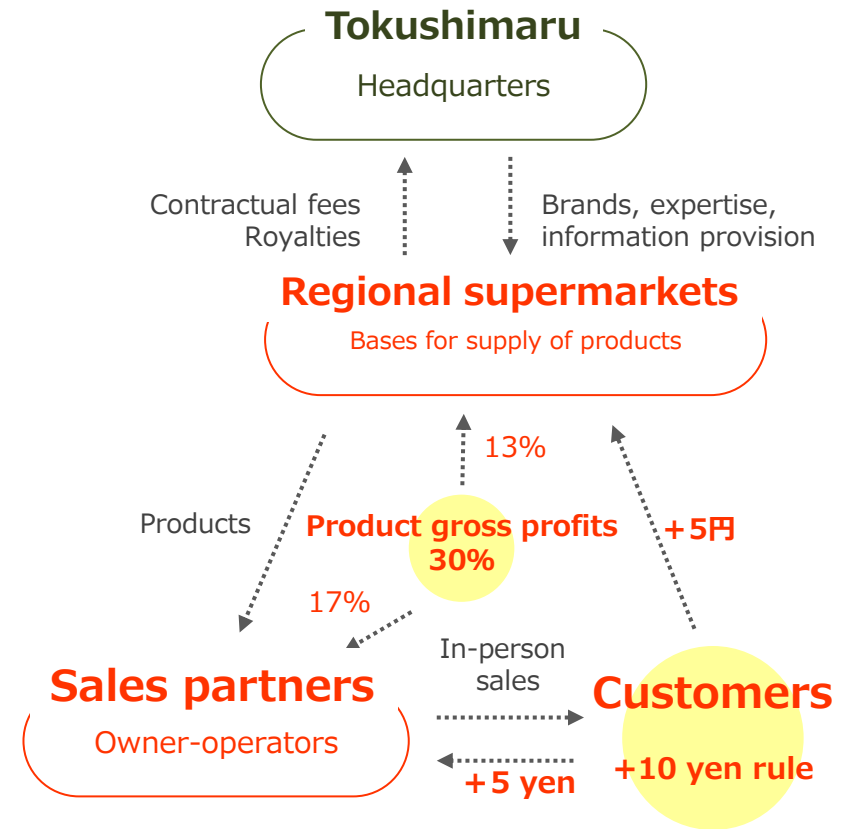 Tokushimaru
Headquarters
Contractual fees
Royalties
Brands, expertise,
information provision
Regional supermarkets
Bases for supply of products
13%
Products
Product gross profits
30%
+5円
17%
In-person
sales
Sales partners
Owner-operators
Customers
+10 yen rule
+5 yen